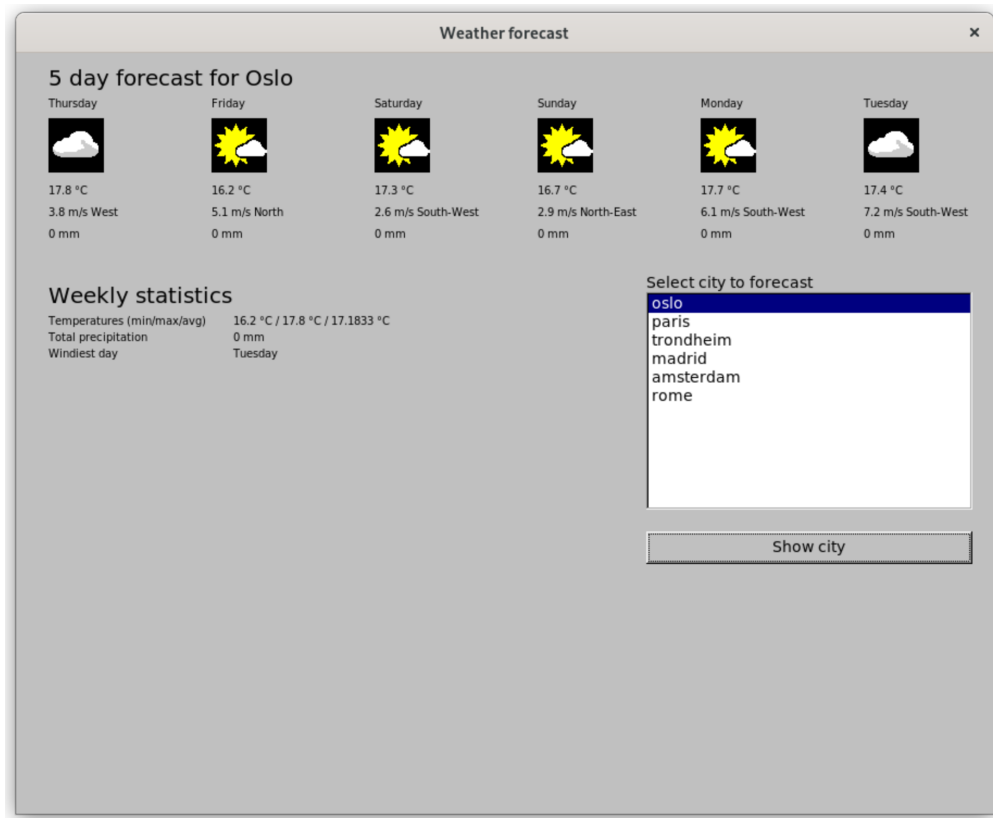 Weather forecast ×
5 day forecast for Oslo
Thursday Friday Saturday Sunday Monday Tuesday
17.8 °C 16.2 °C 17.3 °C 16.7 °C 17.7 °C 17.4 °C
3.8 m/s West 5.1 m/s North 2.6 m/s South-West 2.9 m/s North-East 6.1 m/s South-West 7.2 m/s South-West
0 mm 0 mm 0 mm 0 mm 0 mm 0 mm
Weekly statistics
Temperatures (min/max/avg) 16.2 °C / 17.8 °C / 17.1833 °C
Total precipitation 0 mm
Windiest day Tuesday
Select city to forecast
oslo
paris
trondheim
madrid
amsterdam
rome
Show city